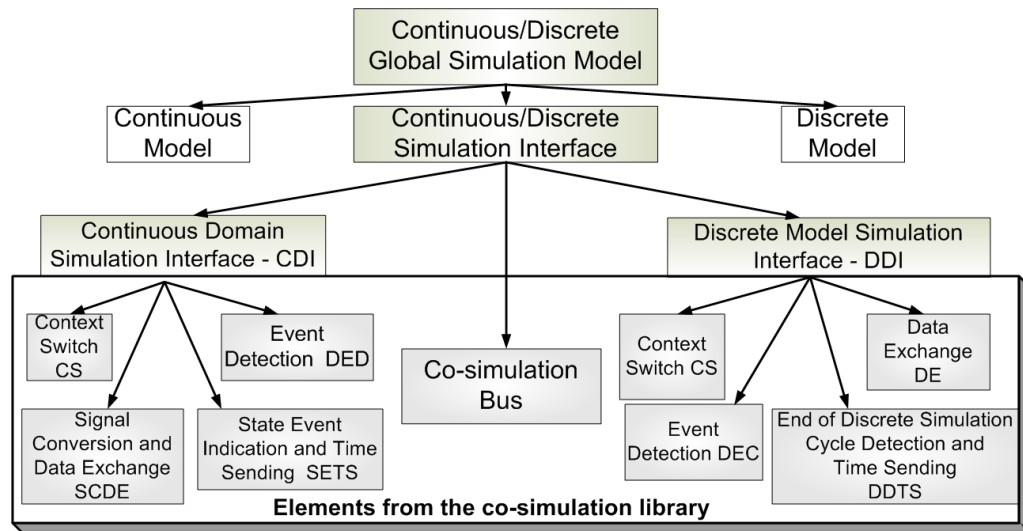 Continuous/Discrete
Global Simulation Model
Continuous
Model
Continuous/Discrete
Simulation Interface
Discrete
Model
Continuous Domain
Simulation Interface - CDI
Discrete Model Simulation
Interface - DDI
Context
Switch
CS
Event
Detection DED
Signal
Conversion and
Data Exchange
SCDE
State Event
Indication and Time
Sending SETS
Co-simulation
Bus
Context
Switch CS
Data
Exchange
DE
Event
Detection DEC
End of Discrete Simulation
Cycle Detection and
Time Sending
DDTS
Elements from the co-simulation library